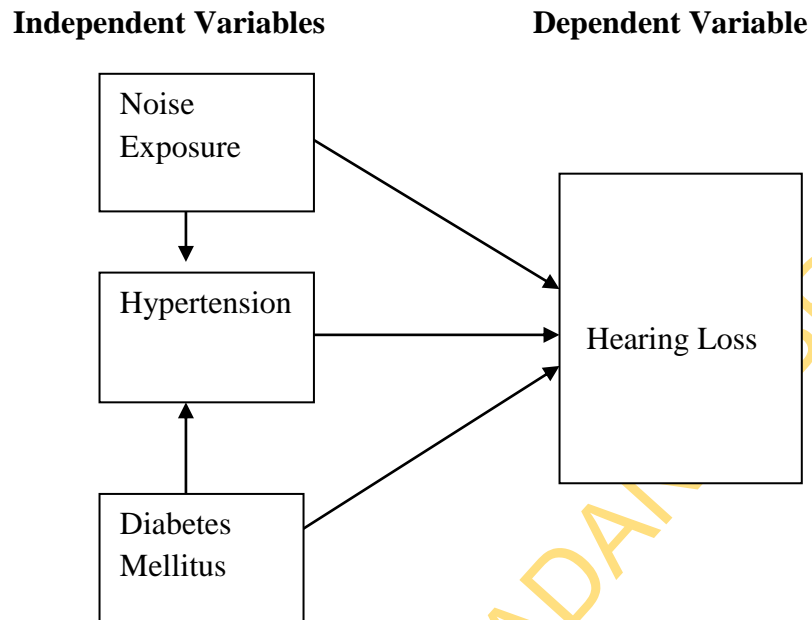 Independent Variables
Dependent Variable
Noise
Exposure
Hypertension
Hearing Loss
Diabetes
Mellitus